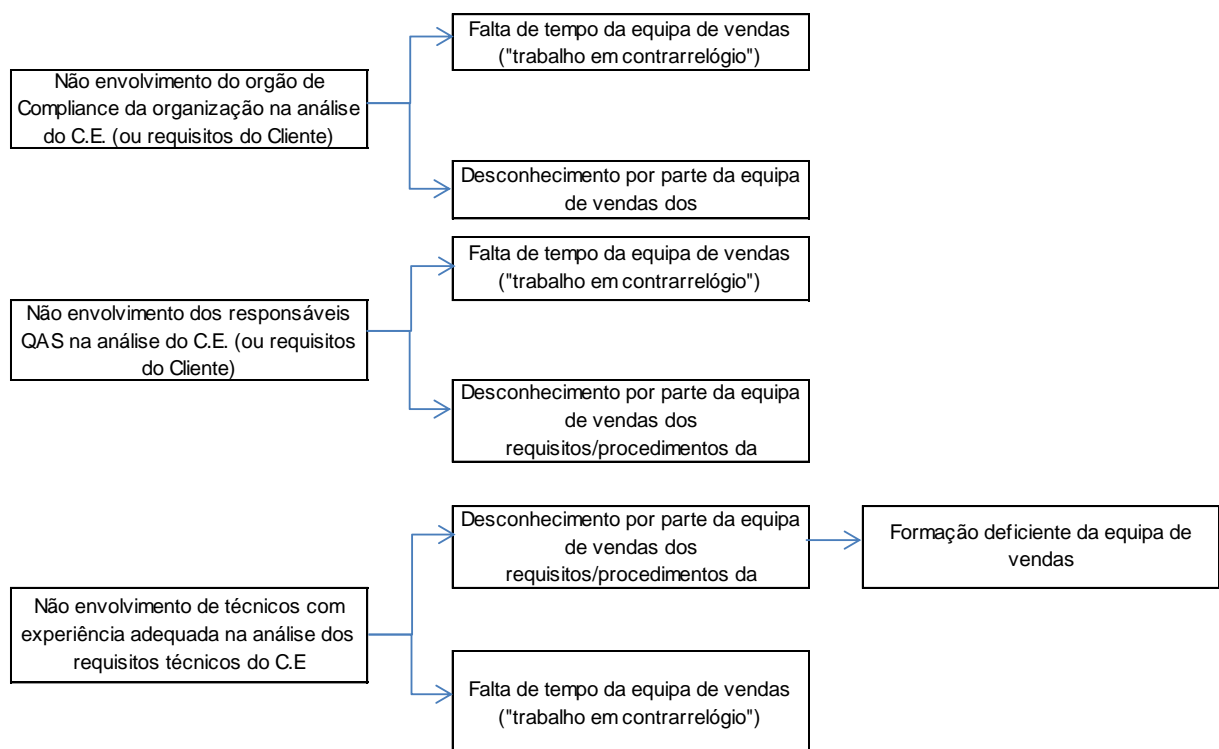 Falta de tempo da equipa de vendas
("trabalho em contrarrelógio")
Não envolvimento do orgão de
Compliance da organização na análise
do C.E. (ou requisitos do Cliente)
Desconhecimento por parte da equipa
de vendas dos
Falta de tempo da equipa de vendas
("trabalho em contrarrelógio")
Não envolvimento dos responsáveis
QAS na análise do C.E. (ou requisitos
do Cliente)
Desconhecimento por parte da equipa
de vendas dos
requisitos/procedimentos da
Desconhecimento por parte da equipa
de vendas dos
requisitos/procedimentos da
Formação deficiente da equipa de
vendas
Não envolvimento de técnicos com
experiência adequada na análise dos
requisitos técnicos do C.E
Falta de tempo da equipa de vendas
("trabalho em contrarrelógio")